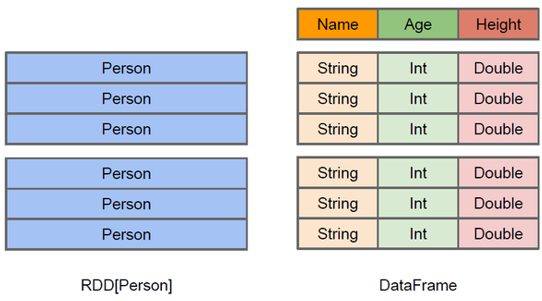 Name Age Height
Person String Int Double
Person String Int Double
Person String Int Double
Person String Int Double
Person String Int Double
Person String Int Double
RDD[Person] DataFrame